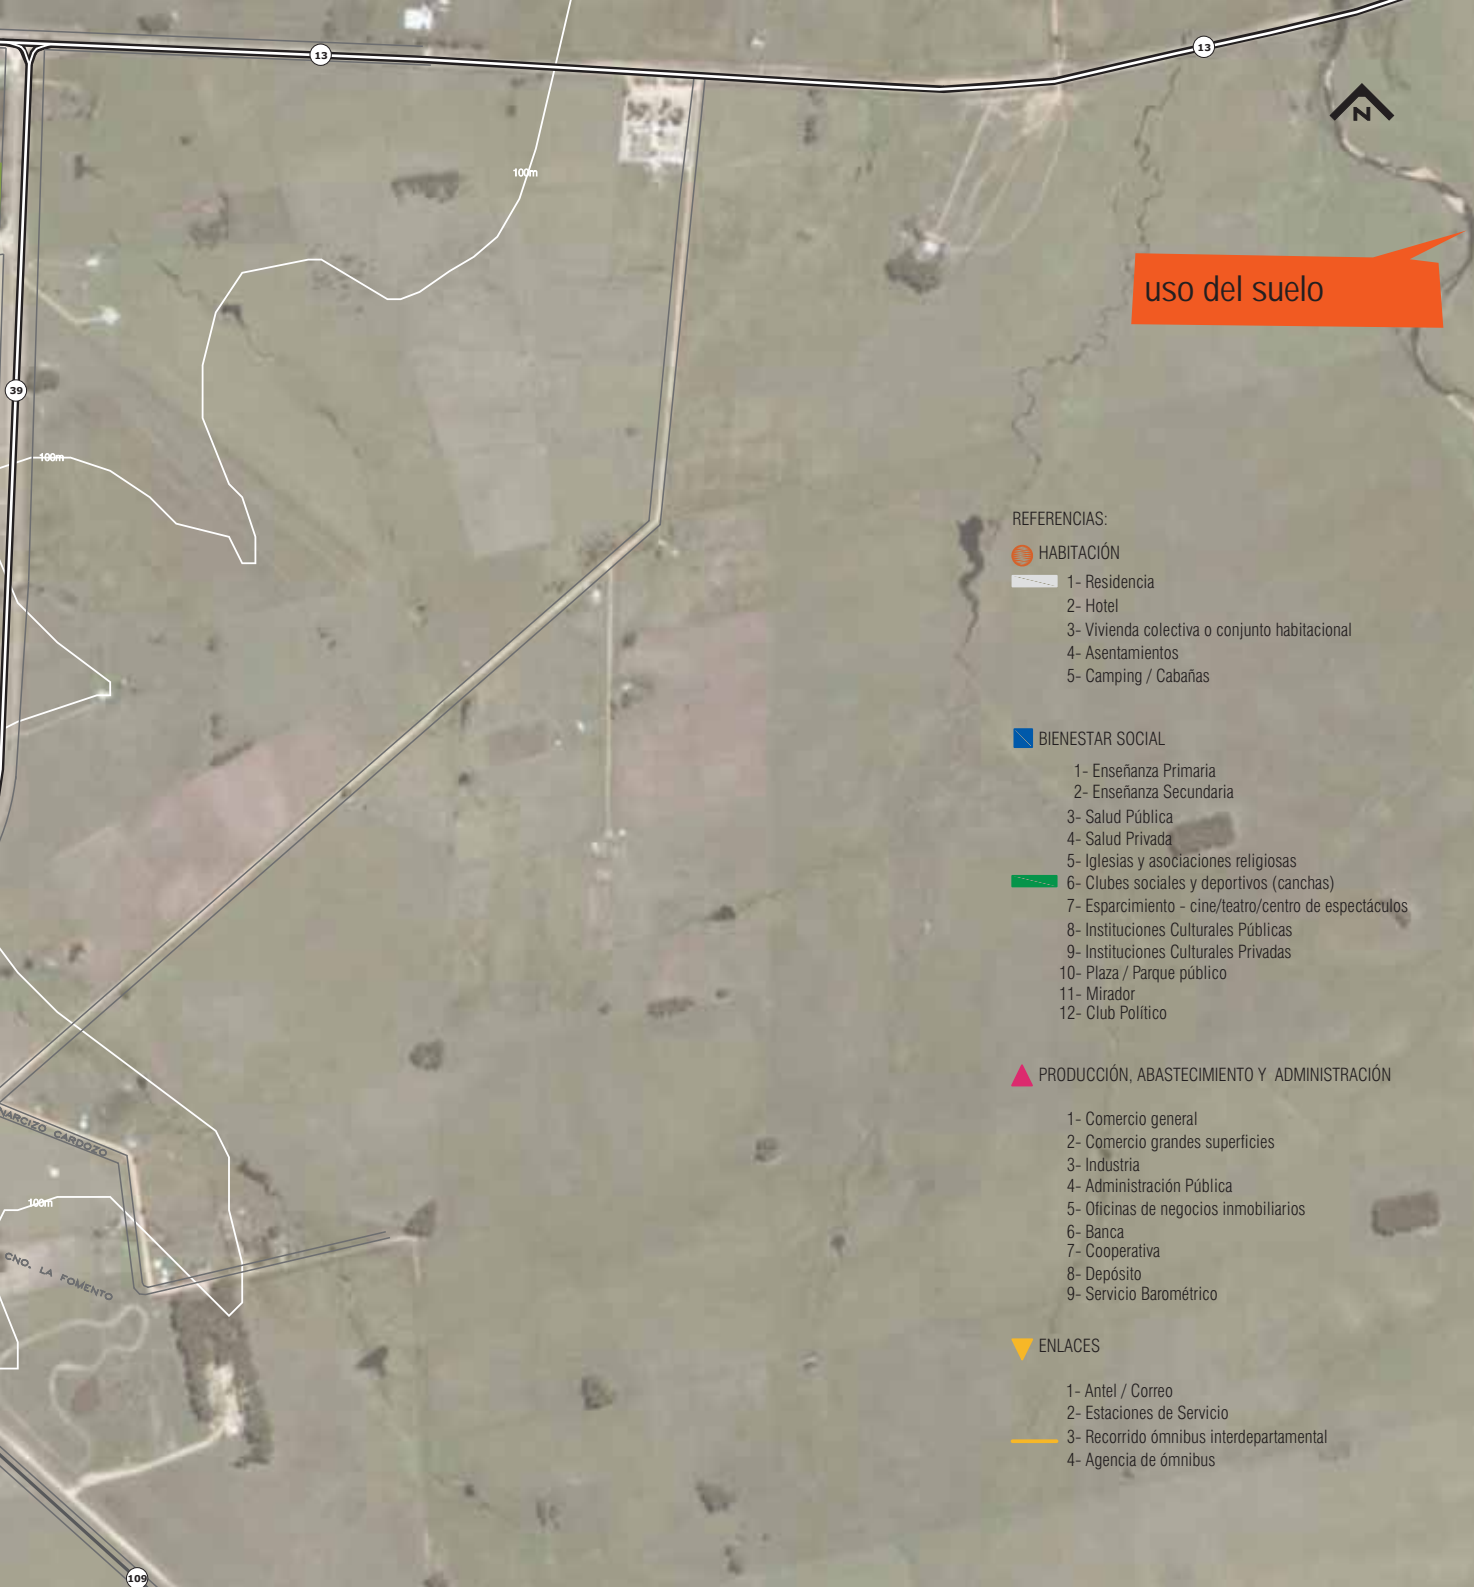 13
13
N
100m
uso del suelo
39
100m
REFERENCIAS:
HABITACIÓN
1- Residencia
2- Hotel
3- Vivienda colectiva o conjunto habitacional
4- Asentamientos
5- Camping / Cabañas
BIENESTAR SOCIAL
1- Enseñanza Primaria
2- Enseñanza Secundaria
3- Salud Pública
4- Salud Privada
5- Iglesias y asociaciones religiosas
6- Clubes sociales y deportivos (canchas)
7- Esparcimiento - cine/teatro/centro de espectáculos
8- Instituciones Culturales Públicas
9- Instituciones Culturales Privadas
10- Plaza / Parque público
11- Mirador
12- Club Político
PRODUCCIÓN, ABASTECIMIENTO Y ADMINISTRACIÓN
1- Comercio general
2- Comercio grandes superficies
3- Industria
4- Administración Pública
5- Oficinas de negocios inmobiliarios
6- Banca
7- Cooperativa
8- Depósito
9- Servicio Barométrico
ENLACES
1- Antel / Correo
2- Estaciones de Servicio
3- Recorrido ómnibus interdepartamental
4- Agencia de ómnibus
NARCIZO CARDOZO
100m
CNO. LA FOMENTO
109